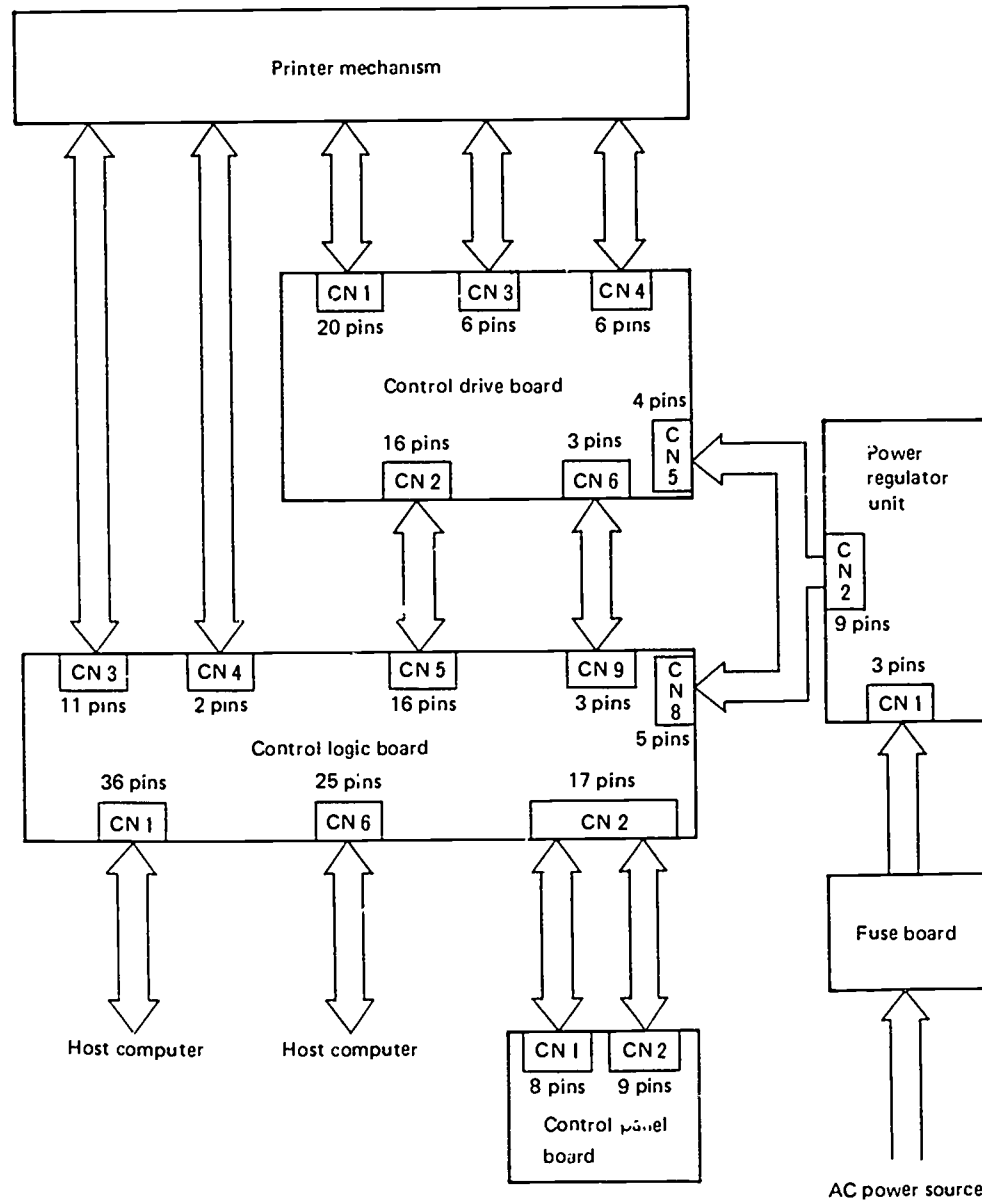 Printer mechanism
CN 1
CN 3
CN 4
20 pins
6 pins
6 pins
Control drive board
4 pins
C
N
5
16 pins
3 pins
CN 2
CN 6
Power
regulator
unit
C
N
2
9 pins
3 pins
CN 1
CN 3
CN 4
CN 5
CN 9
C
N
8
11 pins
2 pins
16 pins
3 pins
5 pins
Control logic board
36 pins
25 pins
17 pins
CN 1
CN 6
CN 2
Fuse board
Host computer
Host computer
CN 1
CN 2
8 pins
9 pins
Control panel
board
AC power source